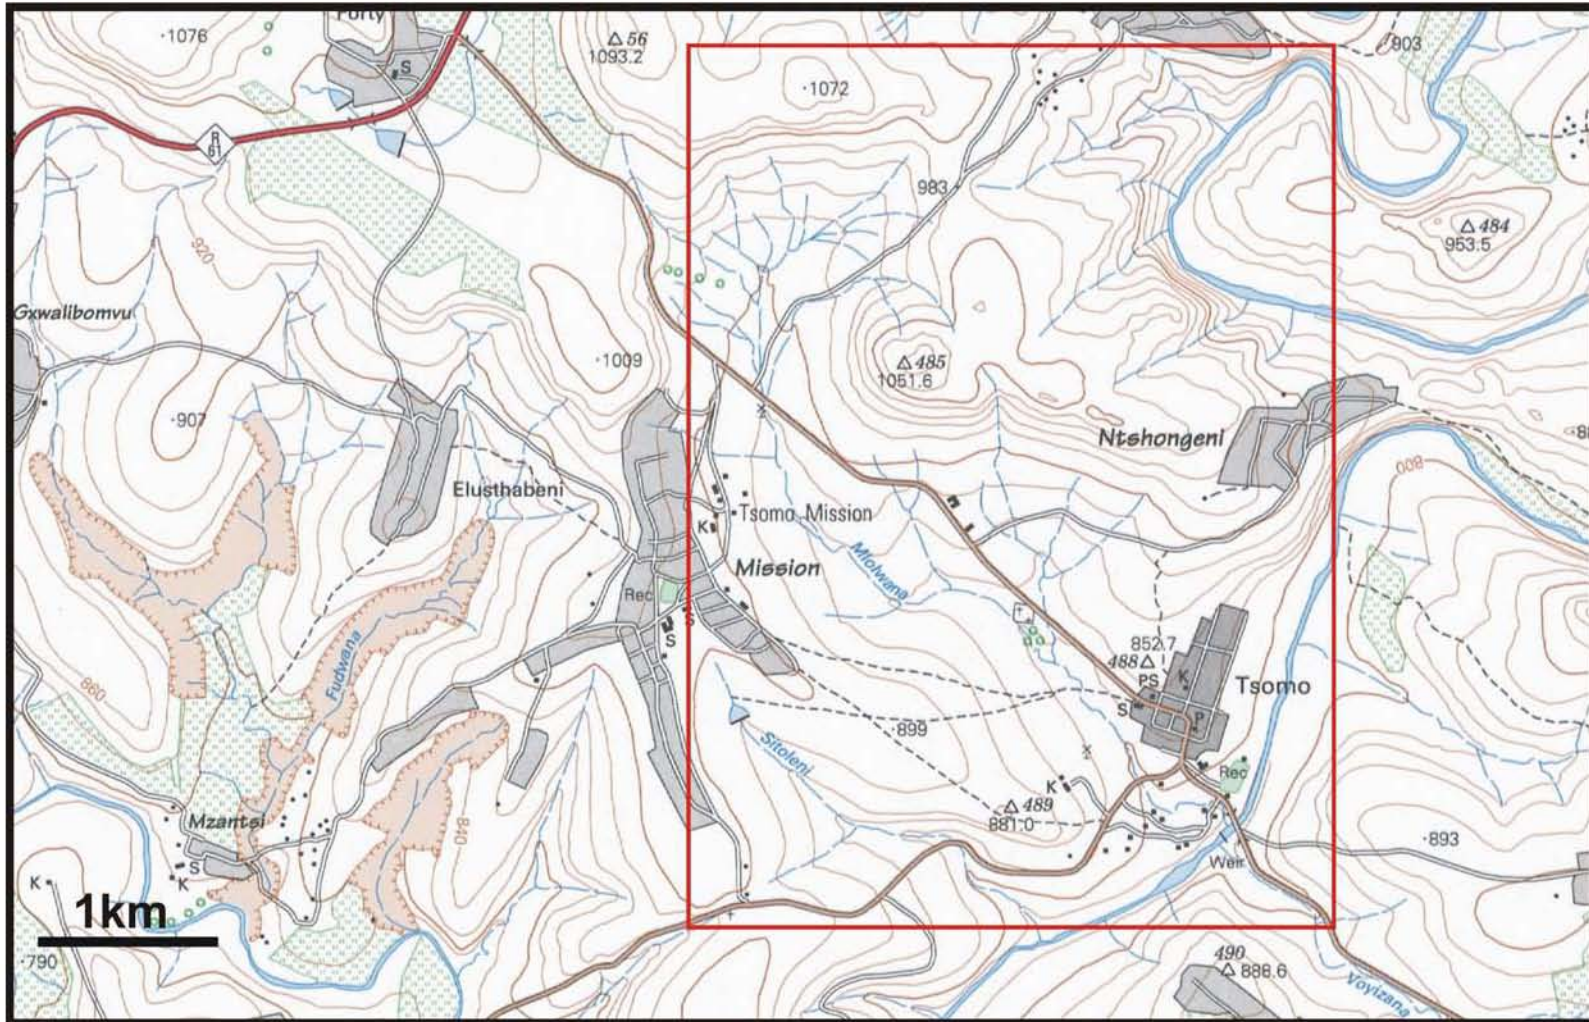 Forty
·1076
56
1093.2
903
S
·1072
R
61
983
484
953.5
920
Gxwalibomvu
·1009
485
1051.6
·907
Ntshongeni
800
Elusthabeni
Tsomo Mission
K
Mission
Mlolwana
Rec
S
S
852.7
488
PS
K
Tsomo
860
Fudwana
S
P
·899
Sitoleni
Rec
K
489
881.0
Mzantsi
840
·893
S
K
Weir
K
1km
490
888.6
·790
Voyizana